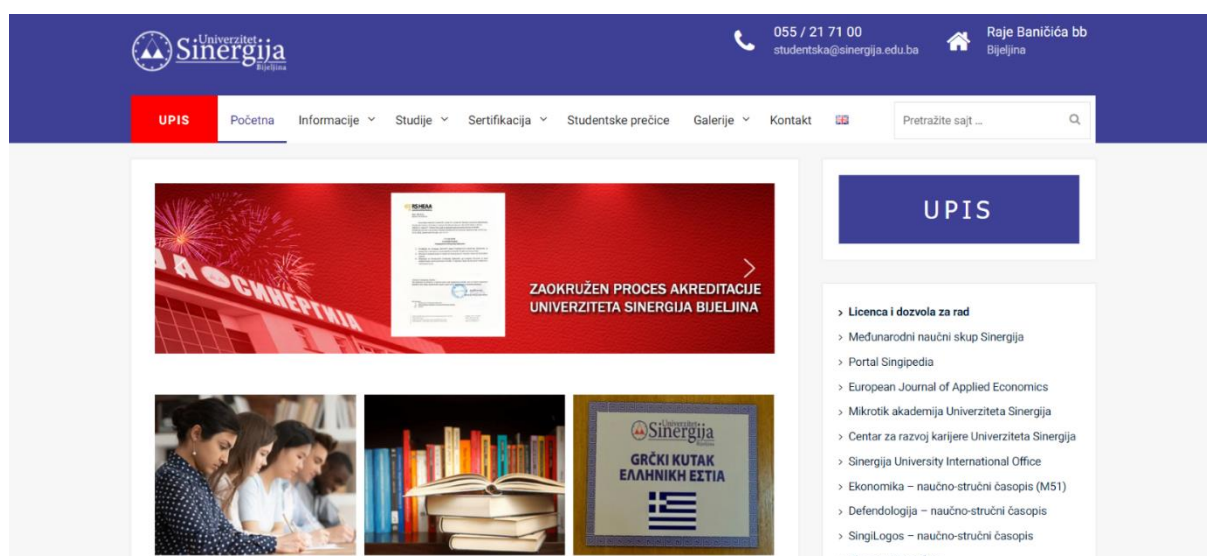 Univerzitet
Sinergija
Bijeljina
055 / 21 71 00
studentska@sinergija.edu.ba
Raje Baničića bb
Bijeljina
UPIS
Početna
Informacije
Studije
Sertifikacija
Studentske prečice
Galerije
Kontakt
Pretražite sajt ...
СИНЕРГИЈА
ZAOKRUŽEN PROCES AKREDITACIJE
UNIVERZITETA SINERGIJA BIJELJINA
Univerzitet
Sinergija
GRČKI KUTAK
ΕΛΛΗΝΙΚΗ ΕΣΤΙΑ
UPIS
> Licenca i dozvola za rad
> Međunarodni naučni skup Sinergija
> Portal Singipedia
> European Journal of Applied Economics
> Mikrotik akademija Univerziteta Sinergija
> Centar za razvoj karijere Univerziteta Sinergija
> Sinergija University International Office
> Ekonomika – naučno-stručni časopis (M51)
> Defendologija – naučno-stručni časopis
> SingiLogos – naučno-stručni časopis